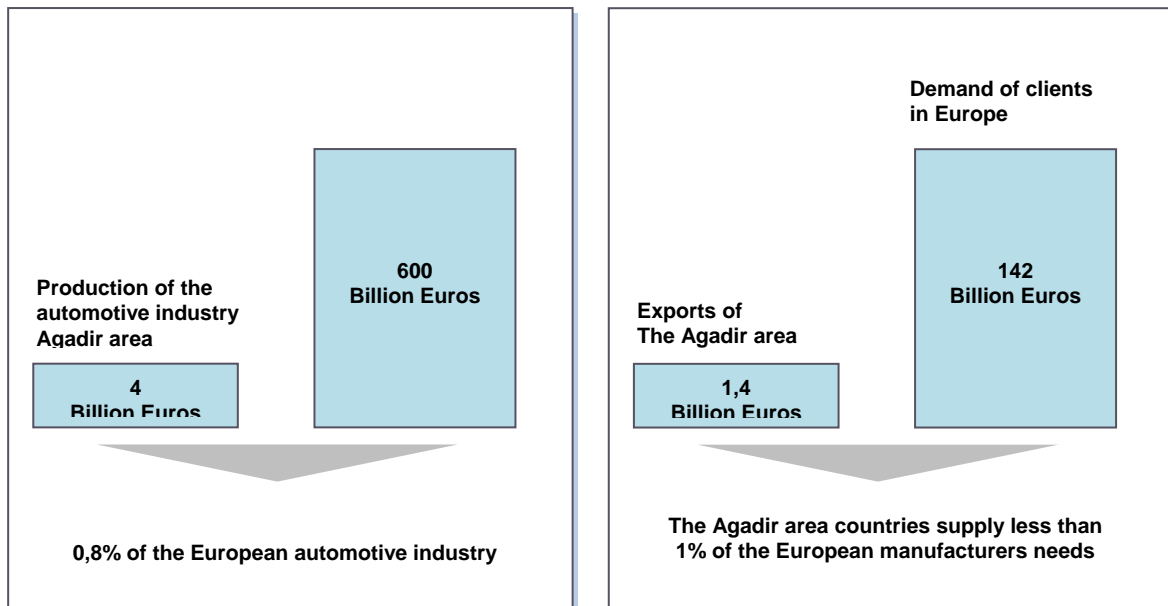 Production of the
automotive industry
Agadir area
4
Billion Euros
600
Billion Euros
0,8% of the European automotive industry
Demand of clients
in Europe
Exports of
The Agadir area
1,4
Billion Euros
142
Billion Euros
The Agadir area countries supply less than
1% of the European manufacturers needs